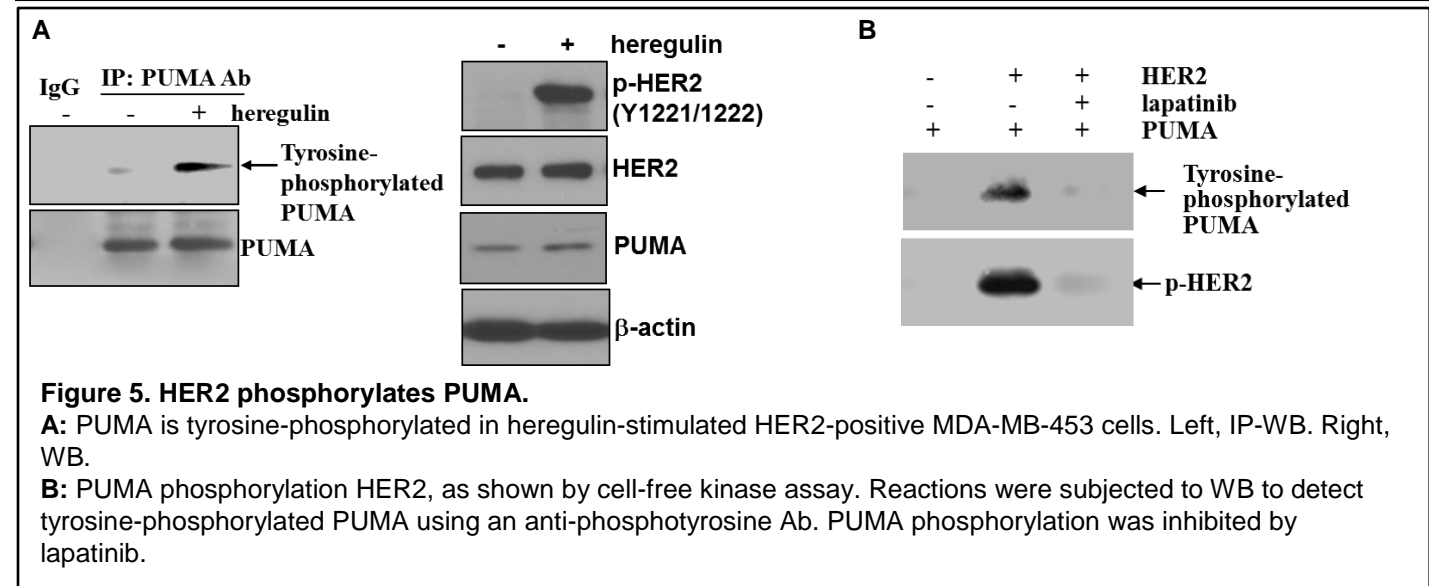 A
IgG IP: PUMA Ab
- - + heregulin
Tyrosine-
phosphorylated
PUMA
PUMA
- + heregulin
p-HER2
(Y1221/1222)
HER2
PUMA
β-actin
B
- + + HER2
- - + lapatinib
+ + + PUMA
Tyrosine-
phosphorylated
PUMA
p-HER2
Figure 5. HER2 phosphorylates PUMA.
A: PUMA is tyrosine-phosphorylated in heregulin-stimulated HER2-positive MDA-MB-453 cells. Left, IP-WB. Right,
WB.
B: PUMA phosphorylation HER2, as shown by cell-free kinase assay. Reactions were subjected to WB to detect
tyrosine-phosphorylated PUMA using an anti-phosphotyrosine Ab. PUMA phosphorylation was inhibited by
lapatinib.